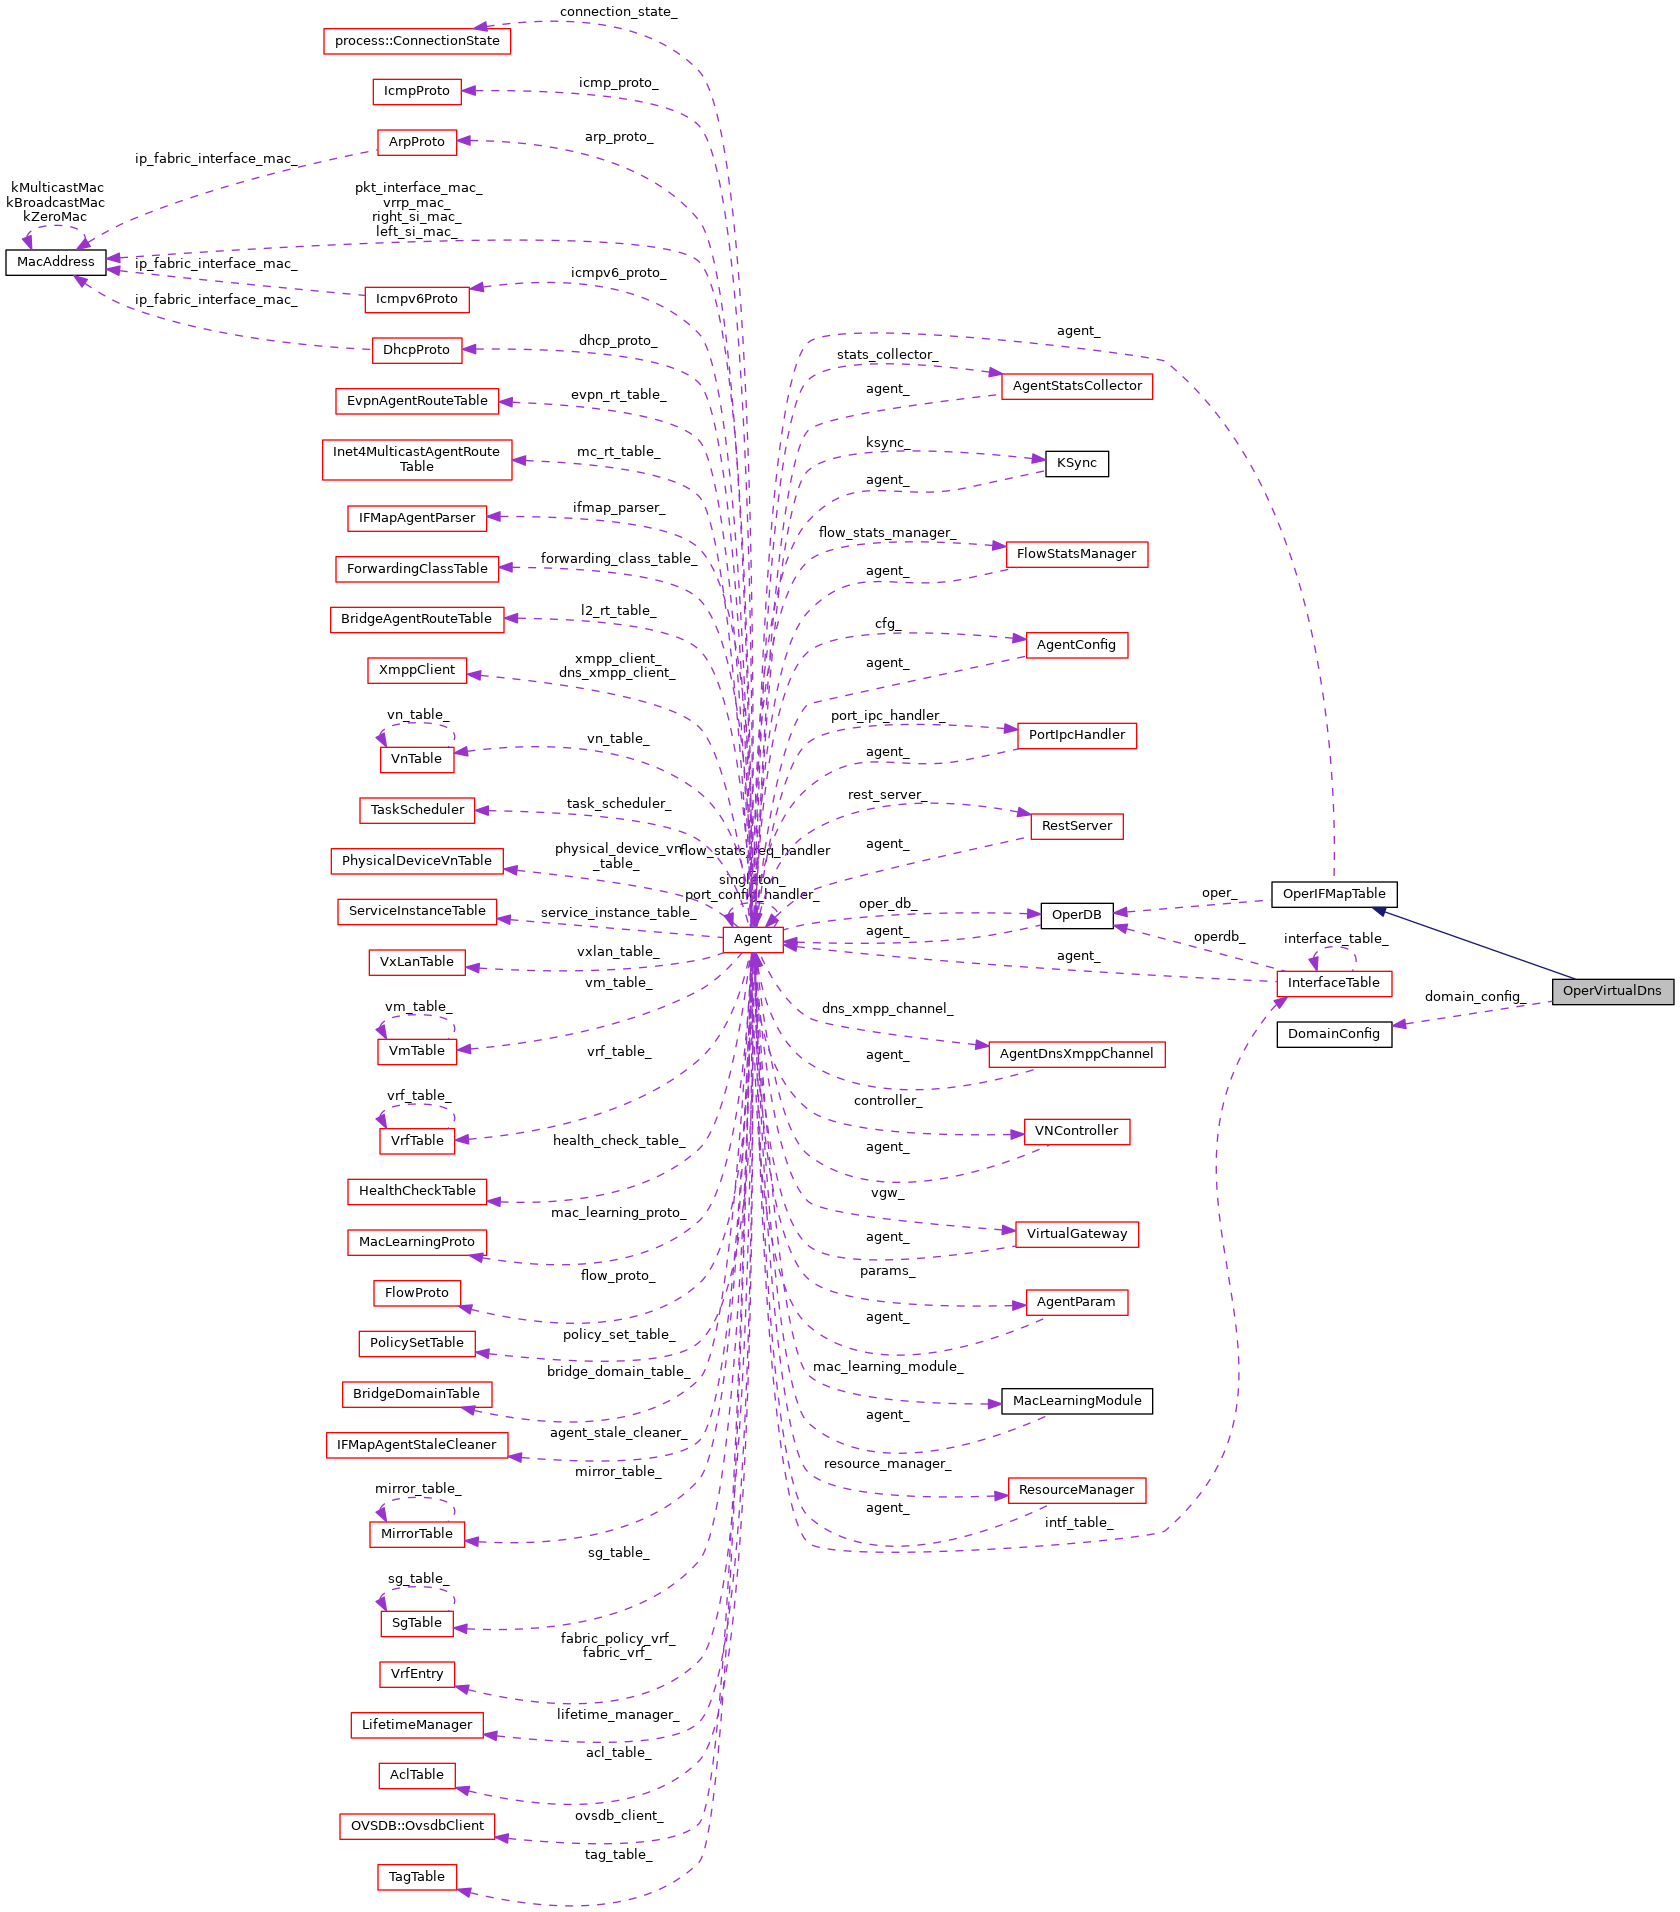 connection_state_
process::ConnectionState
icmp_proto_
IcmpProto
arp_proto_
ArpProto
ip_fabric_interface_mac_
kMulticastMac
kBroadcastMac
kZeroMac
MacAddress
pkt_interface_mac_
vrrp_mac_
right_si_mac_
left_si_mac_
ip_fabric_interface_mac_
icmpv6_proto_
Icmpv6Proto
ip_fabric_interface_mac_
dhcp_proto_
DhcpProto
evpn_rt_table_
EvpnAgentRouteTable
mc_rt_table_
Inet4MulticastAgentRoute
Table
ifmap_parser_
IFMapAgentParser
forwarding_class_table_
ForwardingClassTable
l2_rt_table_
BridgeAgentRouteTable
xmpp_client_
dns_xmpp_client_
XmppClient
vn_table_
vn_table_
VnTable
task_scheduler_
TaskScheduler
physical_device_vn
_table_
PhysicalDeviceVnTable
service_instance_table_
ServiceInstanceTable
vxlan_table_
VxLanTable
vm_table_
vm_table_
VmTable
vrf_table_
vrf_table_
VrfTable
health_check_table_
HealthCheckTable
mac_learning_proto_
MacLearningProto
flow_proto_
FlowProto
policy_set_table_
PolicySetTable
bridge_domain_table_
BridgeDomainTable
agent_stale_cleaner_
IFMapAgentStaleCleaner
mirror_table_
mirror_table_
MirrorTable
sg_table_
sg_table_
SgTable
fabric_policy_vrf_
fabric_vrf_
VrfEntry
lifetime_manager_
LifetimeManager
acl_table_
AclTable
ovsdb_client_
OVSDB::OvsdbClient
tag_table_
TagTable
flow_stats_req_handler
singleton_
port_config_handler_
Agent
agent_
stats_collector_
AgentStatsCollector
agent_
ksync_
KSync
agent_
flow_stats_manager_
FlowStatsManager
agent_
cfg_
AgentConfig
agent_
port_ipc_handler_
PortIpcHandler
agent_
rest_server_
RestServer
agent_
oper_db_
OperDB
agent_
agent_
dns_xmpp_channel_
AgentDnsXmppChannel
agent_
controller_
VNController
agent_
vgw_
VirtualGateway
agent_
params_
AgentParam
agent_
mac_learning_module_
MacLearningModule
agent_
resource_manager_
ResourceManager
agent_
intf_table_
oper_
OperIFMapTable
operdb_
interface_table_
InterfaceTable
domain_config_
DomainConfig
OperVirtualDns